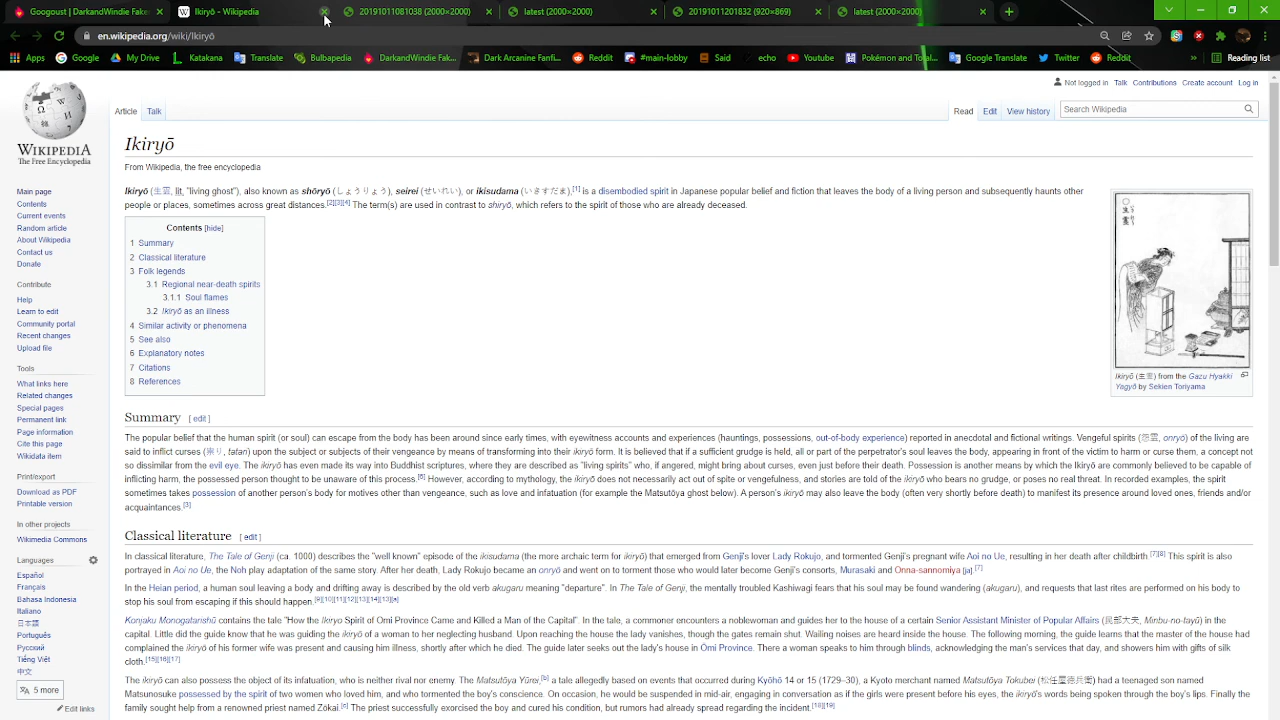 Googoust | DarkandWindie Fake
Ikiryō - Wikipedia
20191011081038 (2000×2000)
latest (2000×2000)
20191011201832 (920×869)
latest (2000×2000)
en.wikipedia.org/wiki/Ikiryō
Apps Google My Drive Katakana Translate Bulbapedia DarkandWindie Fak... Dark Arcanine Fanfi... Reddit #main-lobby Said echo YouTube Pokémon and Total... Google Translate Twitter Reddit » Reading list
Not logged in Talk Contributions Create account Log in
Article Talk Read Edit View history Search Wikipedia
WIKIPEDIA
The Free Encyclopedia
Main page
Contents
Current events
Random article
About Wikipedia
Contact us
Donate
Contribute
Help
Learn to edit
Community portal
Recent changes
Upload file
Tools
What links here
Related changes
Special pages
Permanent link
Page information
Cite this page
Wikidata item
Print/export
Download as PDF
Printable version
In other projects
Wikimedia Commons
Languages
Español
Français
Bahasa Indonesia
Italiano
日本語
Português
Русский
Tiếng Việt
中文
5 more
Edit links
Ikiryō
From Wikipedia, the free encyclopedia
Ikiryō (生霊, lit, "living ghost"), also known as shōryō (しょうりょう), seirei (せいれい), or ikisudama (いきすだま),[1] is a disembodied spirit in Japanese popular belief and fiction that leaves the body of a living person and subsequently haunts other
people or places, sometimes across great distances.[2][3][4] The term(s) are used in contrast to shiryō, which refers to the spirit of those who are already deceased.
Contents [hide]
1 Summary
2 Classical literature
3 Folk legends
3.1 Regional near-death spirits
3.1.1 Soul flames
3.2 Ikiryō as an illness
4 Similar activity or phenomena
5 See also
6 Explanatory notes
7 Citations
8 References
生霊
Ikiryō (生霊) from the Gazu Hyakki
Yagyō by Sekien Toriyama
Summary [ edit ]
The popular belief that the human spirit (or soul) can escape from the body has been around since early times, with eyewitness accounts and experiences (hauntings, possessions, out-of-body experience) reported in anecdotal and fictional writings. Vengeful spirits (怨霊, onryō) of the living are
said to inflict curses (祟り, tatari) upon the subject or subjects of their vengeance by means of transforming into their ikiryō form. It is believed that if a sufficient grudge is held, all or part of the perpetrator's soul leaves the body, appearing in front of the victim to harm or curse them, a concept not
so dissimilar from the evil eye. The ikiryō has even made its way into Buddhist scriptures, where they are described as "living spirits" who, if angered, might bring about curses, even just before their death. Possession is another means by which the Ikiryō are commonly believed to be capable of
inflicting harm, the possessed person thought to be unaware of this process.[5] However, according to mythology, the ikiryō does not necessarily act out of spite or vengefulness, and stories are told of the ikiryō who bears no grudge, or poses no real threat. In recorded examples, the spirit
sometimes takes possession of another person's body for motives other than vengeance, such as love and infatuation (for example the Matsutōya ghost below). A person's ikiryō may also leave the body (often very shortly before death) to manifest its presence around loved ones, friends and/or
acquaintances.[3]
Classical literature [ edit ]
In classical literature, The Tale of Genji (ca. 1000) describes the "well known" episode of the ikisudama (the more archaic term for ikiryō) that emerged from Genji's lover Lady Rokujo, and tormented Genji's pregnant wife Aoi no Ue, resulting in her death after childbirth.[7][8] This spirit is also
portrayed in Aoi no Ue, the Noh play adaptation of the same story. After her death, Lady Rokujo became an onryō and went on to torment those who would later become Genji's consorts, Murasaki and Onna-sannomiya [ja].[7]
In the Heian period, a human soul leaving a body and drifting away is described by the old verb akugaru meaning "departure". In The Tale of Genji, the mentally troubled Kashiwagi fears that his soul may be found wandering (akugaru), and requests that last rites are performed on his body to
stop his soul from escaping if this should happen.[9][10][11][12][13][14][13][a]
Konjaku Monogatarishū contains the tale "How the Ikiryo Spirit of Omi Province Came and Killed a Man of the Capital". In the tale, a commoner encounters a noblewoman and guides her to the house of a certain Senior Assistant Minister of Popular Affairs (民部大夫, Minbu-no-tayū) in the
capital. Little did the guide know that he was guiding the ikiryō of a woman to her neglecting husband. Upon reaching the house the lady vanishes, though the gates remain shut. Wailing noises are heard inside the house. The following morning, the guide learns that the master of the house had
complained the ikiryō of his former wife was present and causing him illness, shortly after which he died. The guide later seeks out the lady's house in Ōmi Province. There a woman speaks to him through blinds, acknowledging the man's services that day, and showers him with gifts of silk
cloth.[15][16][17]
The ikiryō can also possess the object of its infatuation, who is neither rival nor enemy. The Matsutōya Yūrei,[b] a tale allegedly based on events that occurred during Kyōhō 14 or 15 (1729–30), a Kyoto merchant named Matsutōya Tokubei (松任屋徳兵衛) had a teenaged son named
Matsunosuke possessed by the spirit of two women who loved him, and who tormented the boy's conscience. On occasion, he would be suspended in mid-air, engaging in conversation as if the girls were present before his eyes, the ikiryō's words being spoken through the boy's lips. Finally the
family sought help from a renowned priest named Zōkai.[c] The priest successfully exorcised the boy and cured his condition, but rumors had already spread regarding the incident.[18][19]